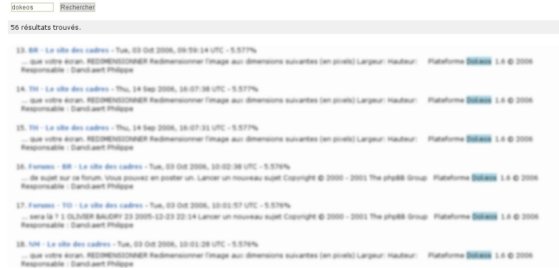 dokeos Rechercher
56 résultats trouvés.
13. BR - Le site des cadres - Tue, 03 Oct 2006, 09:59:14 UTC - 5.577%
... que votre écran. REDIMENSIONNER Redimensionner l'image aux dimensions suivantes (en pixels) Largeur: Hauteur: Plateforme Dokeos 1.6 © 2006
Responsable : Danckaert Philippe
14. TH - Le site des cadres - Thu, 14 Sep 2006, 16:07:38 UTC - 5.577%
... que votre écran. REDIMENSIONNER Redimensionner l'image aux dimensions suivantes (en pixels) Largeur: Hauteur: Plateforme Dokeos 1.6 © 2006
Responsable : Danckaert Philippe
15. TH - Le site des cadres - Thu, 14 Sep 2006, 16:07:31 UTC - 5.577%
... que votre écran. REDIMENSIONNER Redimensionner l'image aux dimensions suivantes (en pixels) Largeur: Hauteur: Plateforme Dokeos 1.6 © 2006
Responsable : Danckaert Philippe
16. Forums - BR - Le site des cadres - Tue, 03 Oct 2006, 10:02:38 UTC - 5.576%
... de sujet sur ce forum. Vous pouvez en poster un. Lancer un nouveau sujet Copyright © 2000 - 2001 The phpBB Group Plateforme Dokeos 1.6 © 2006
Responsable : Danckaert Philippe
17. Forums - TO - Le site des cadres - Tue, 03 Oct 2006, 10:01:57 UTC - 5.576%
... sera là ? 1 OLIVIER BAUDRY 23 2005-12-23 22:14 Lancer un nouveau sujet Copyright © 2000 - 2001 The phpBB Group Plateforme Dokeos 1.6 © 2006
Responsable : Danckaert Philippe
18. NM - Le site des cadres - Tue, 03 Oct 2006, 10:01:28 UTC - 5.576%
... que votre écran. REDIMENSIONNER Redimensionner l'image aux dimensions suivantes (en pixels) Largeur: Hauteur: Plateforme Dokeos 1.6 © 2006
Responsable : Danckaert Philippe